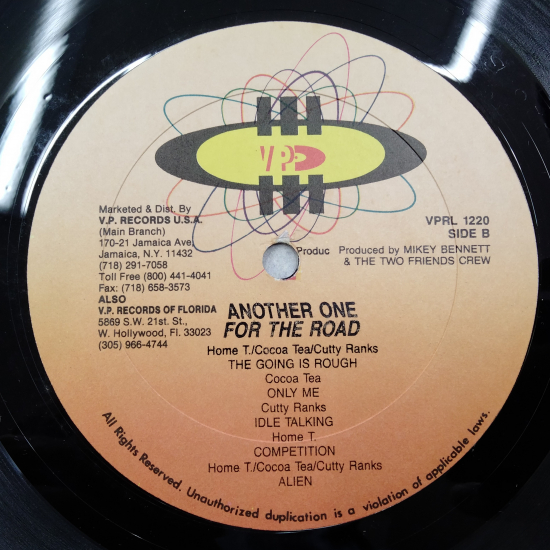 VP
Marketed & Dist. By
V.P. RECORDS U.S.A.
(Main Branch)
170-21 Jamaica Ave.
Jamaica, N.Y. 11432
(718) 291-7058
Toll Free (800) 441-4041
Fax: (718) 658-3573
ALSO
V.P. RECORDS OF FLORIDA
5869 S.W. 21st. St.,
W. Hollywood, Fl. 33023
(305) 966-4744
VPRL 1220
SIDE B
Produc Produced by MIKEY BENNETT
& THE TWO FRIENDS CREW
ANOTHER ONE
FOR THE ROAD
Home T./Cocoa Tea/Cutty Ranks
THE GOING IS ROUGH
Cocoa Tea
ONLY ME
Cutty Ranks
IDLE TALKING
Home T.
COMPETITION
Home T./Cocoa Tea/Cutty Ranks
ALIEN
All Rights Reserved. Unauthorized duplication is a violation of applicable laws.